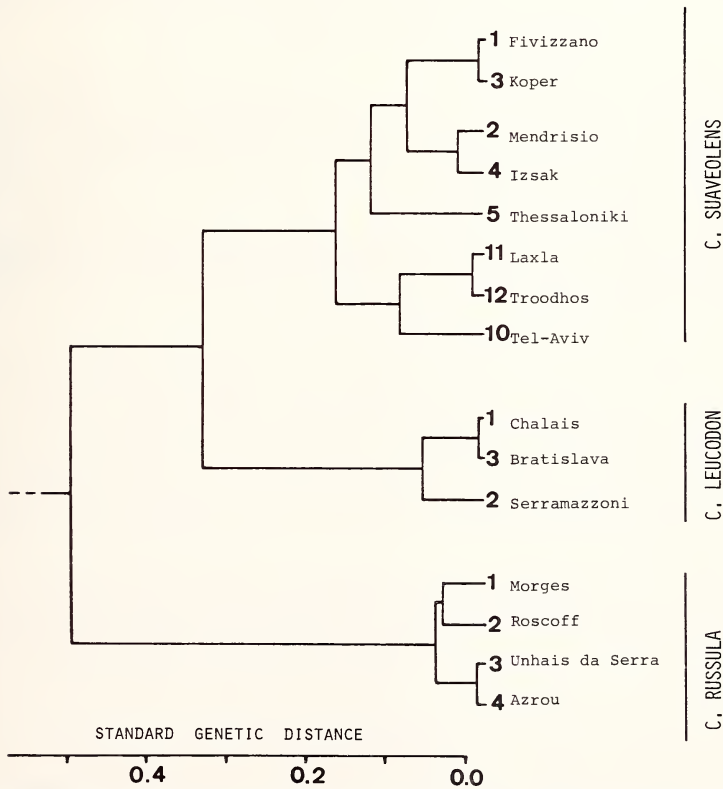 1 Fivizzano
3 Koper
2 Mendrisio
4 Izsak
5 Thessaloniki
11 Laxla
12 Troodhos
10 Tel-Aviv
C. SUAVEOLENS
1 Chalais
3 Bratislava
2 Serramazzoni
C. LEUCODON
1 Morges
2 Roscoff
3 Unhais da Serra
4 Azrou
C. RUSSULA
STANDARD GENETIC DISTANCE
0.4 0.2 0.0